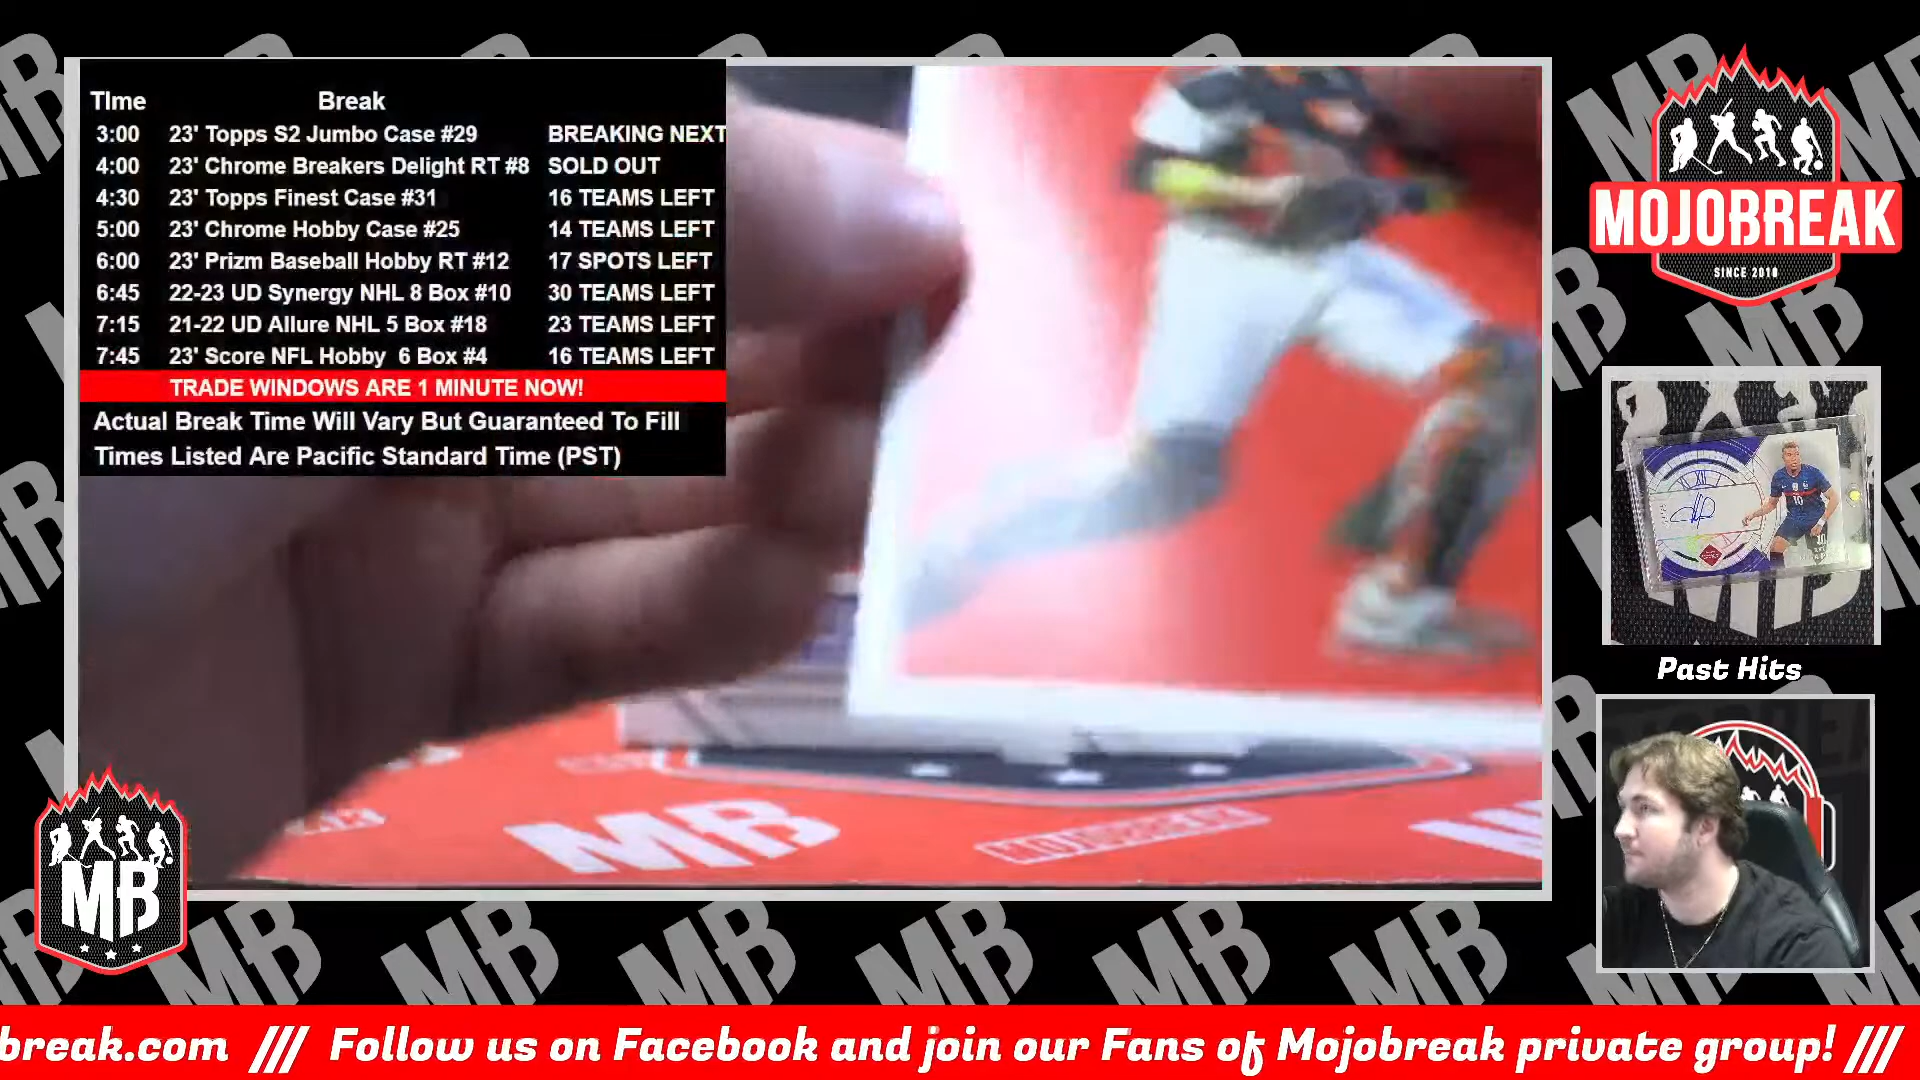 TIme Break
3:00 23' Topps S2 Jumbo Case #29 BREAKING NEXT
4:00 23' Chrome Breakers Delight RT #8 SOLD OUT
4:30 23' Topps Finest Case #31 16 TEAMS LEFT
5:00 23' Chrome Hobby Case #25 14 TEAMS LEFT
6:00 23' Prizm Baseball Hobby RT #12 17 SPOTS LEFT
6:45 22-23 UD Synergy NHL 8 Box #10 30 TEAMS LEFT
7:15 21-22 UD Allure NHL 5 Box #18 23 TEAMS LEFT
7:45 23' Score NFL Hobby 6 Box #4 16 TEAMS LEFT
TRADE WINDOWS ARE 1 MINUTE NOW!
Actual Break Time Will Vary But Guaranteed To Fill
Times Listed Are Pacific Standard Time (PST)
MOJOBREAK
SINCE 2010
Past Hits
MB
MB
break.com /// Follow us on Facebook and join our Fans of Mojobreak private group! ///